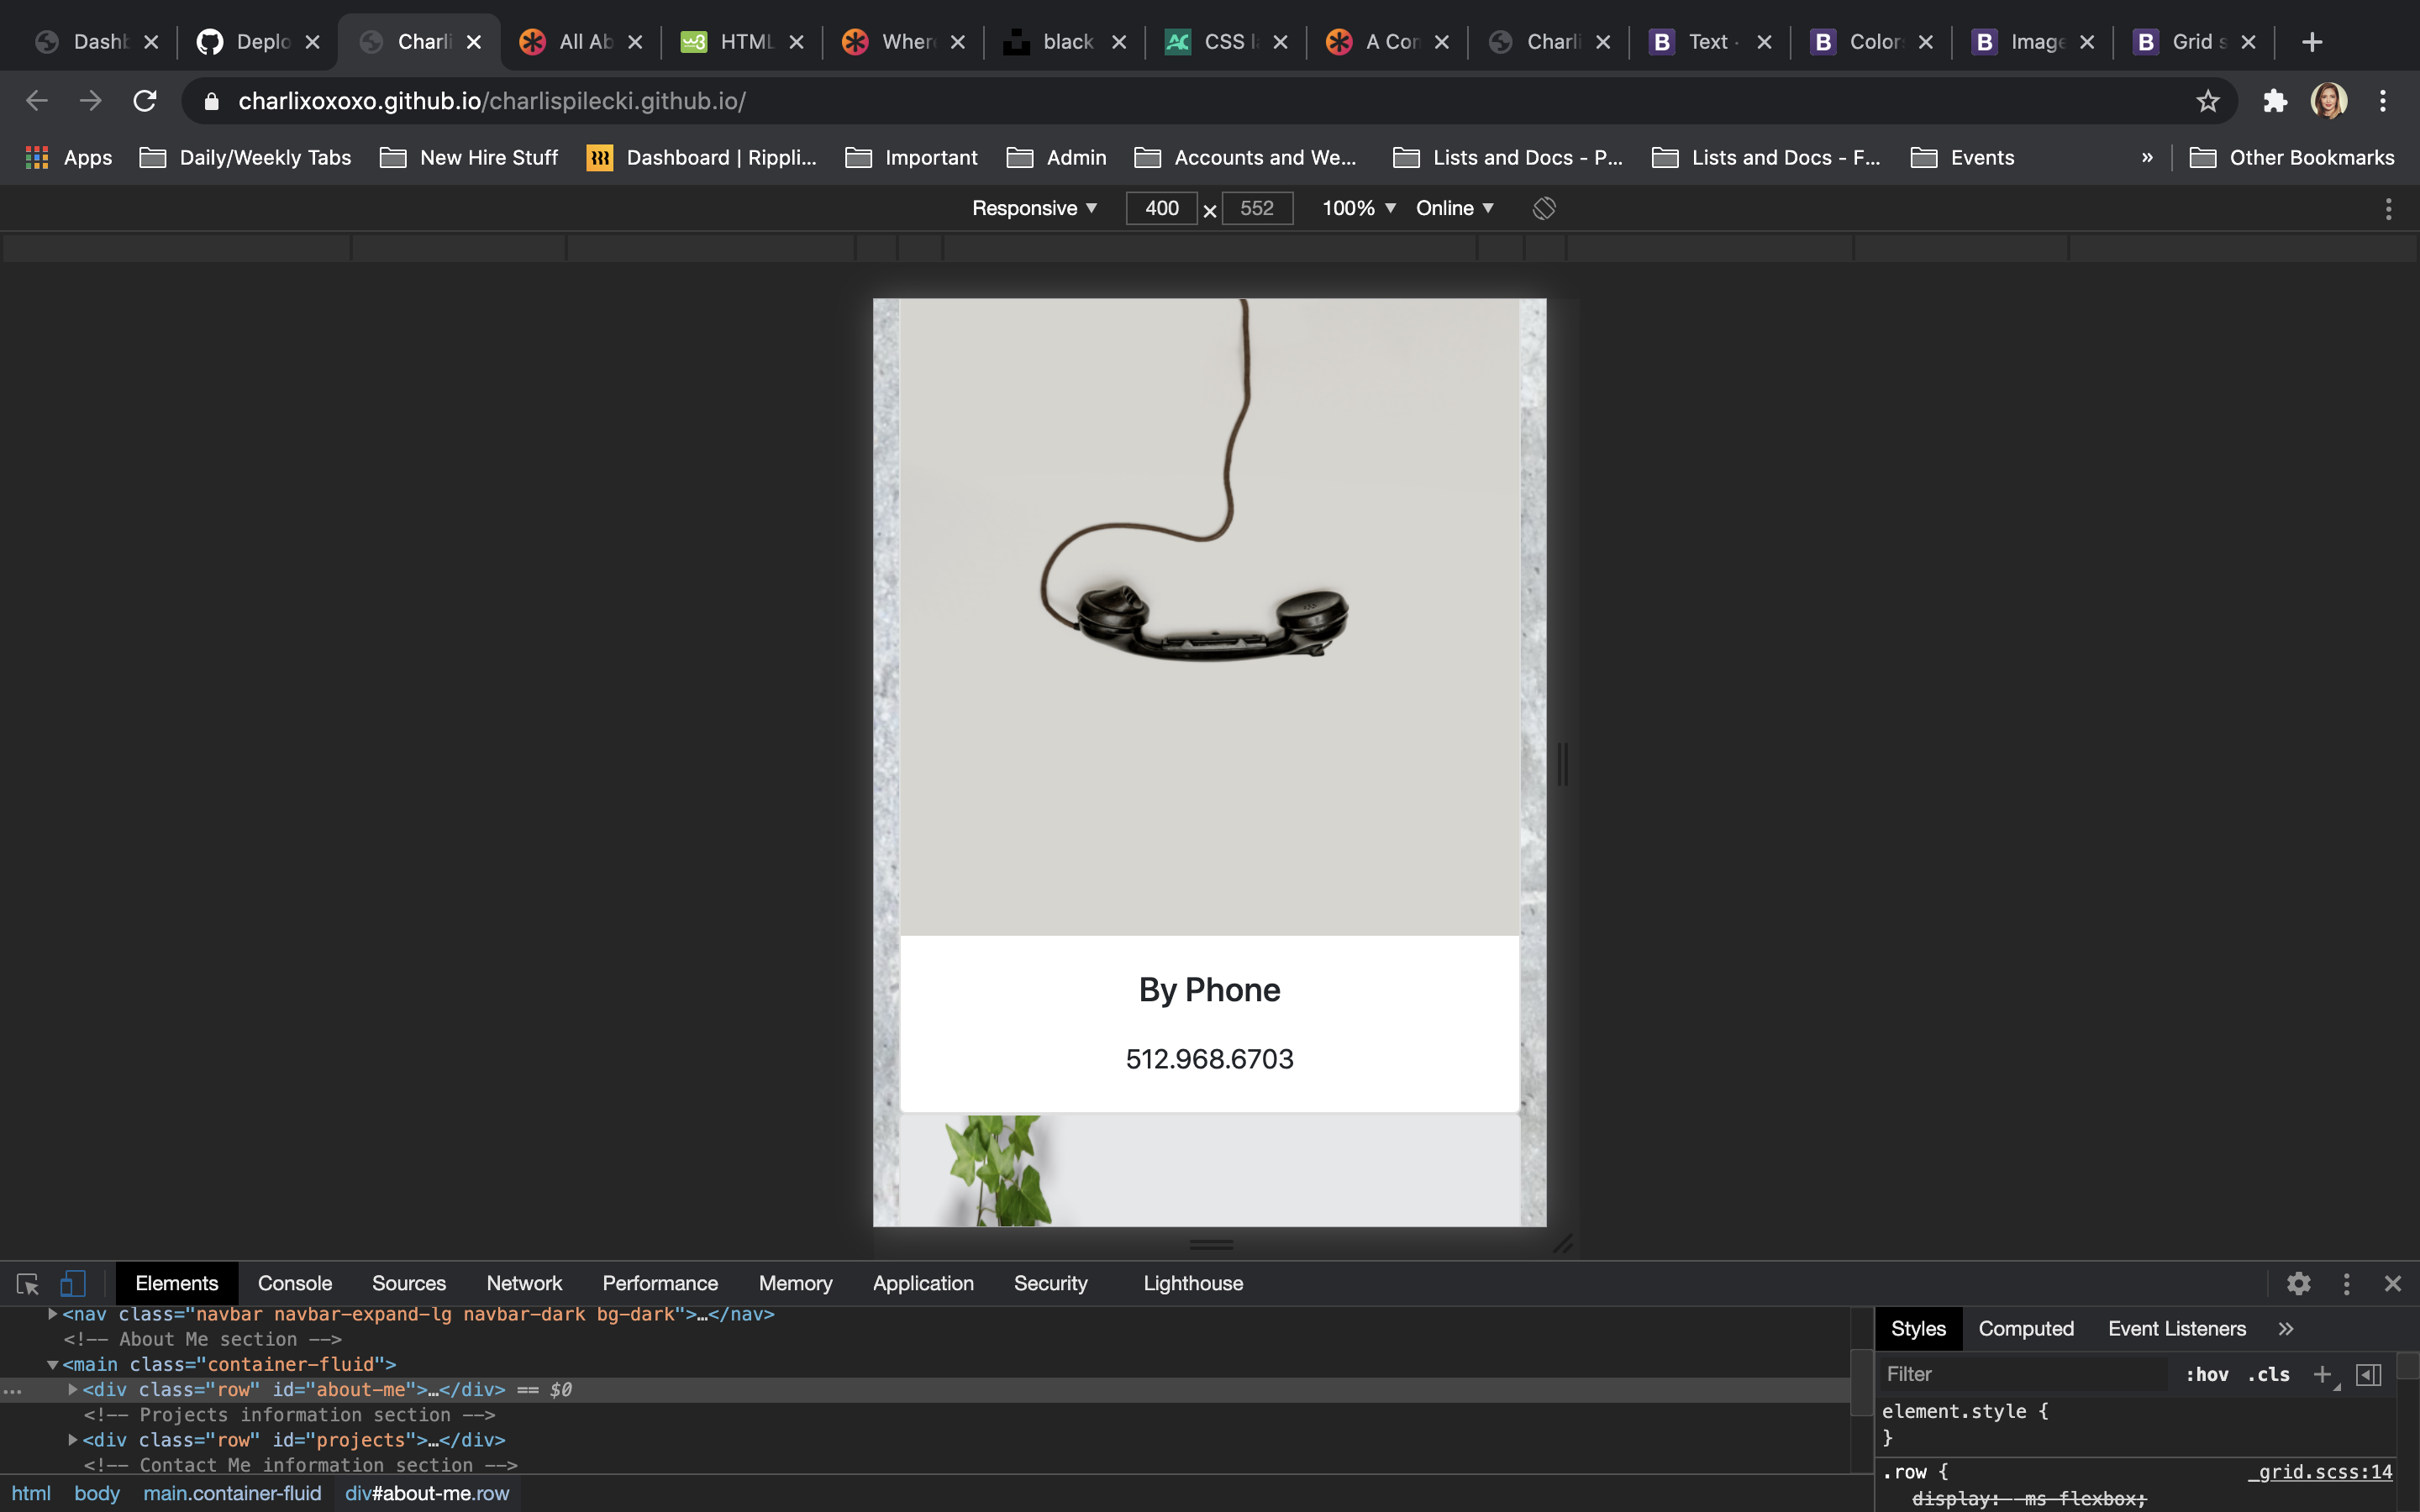 Dashb Deplo Charli All Ab HTML Wher black CSS l A Con Charli Text - Color Image Grid s
charlixoxoxo.github.io/charlispilecki.github.io/
Apps Daily/Weekly Tabs New Hire Stuff Dashboard | Rippli... Important Admin Accounts and We... Lists and Docs - P... Lists and Docs - F... Events » Other Bookmarks
Responsive ▼ 400 × 552 100% ▼ Online ▼
By Phone
512.968.6703
Elements Console Sources Network Performance Memory Application Security Lighthouse
<nav class="navbar navbar-expand-lg navbar-dark bg-dark">…</nav>
<!-- About Me section -->
<main class="container-fluid">
<div class="row" id="about-me">…</div> == $0
<!-- Projects information section -->
<div class="row" id="projects">…</div>
<!-- Contact Me information section -->
html body main.container-fluid div#about-me.row
Styles Computed Event Listeners »
Filter :hov .cls +
element.style {
}
.row { _grid.scss:14
display: -ms-flexbox;